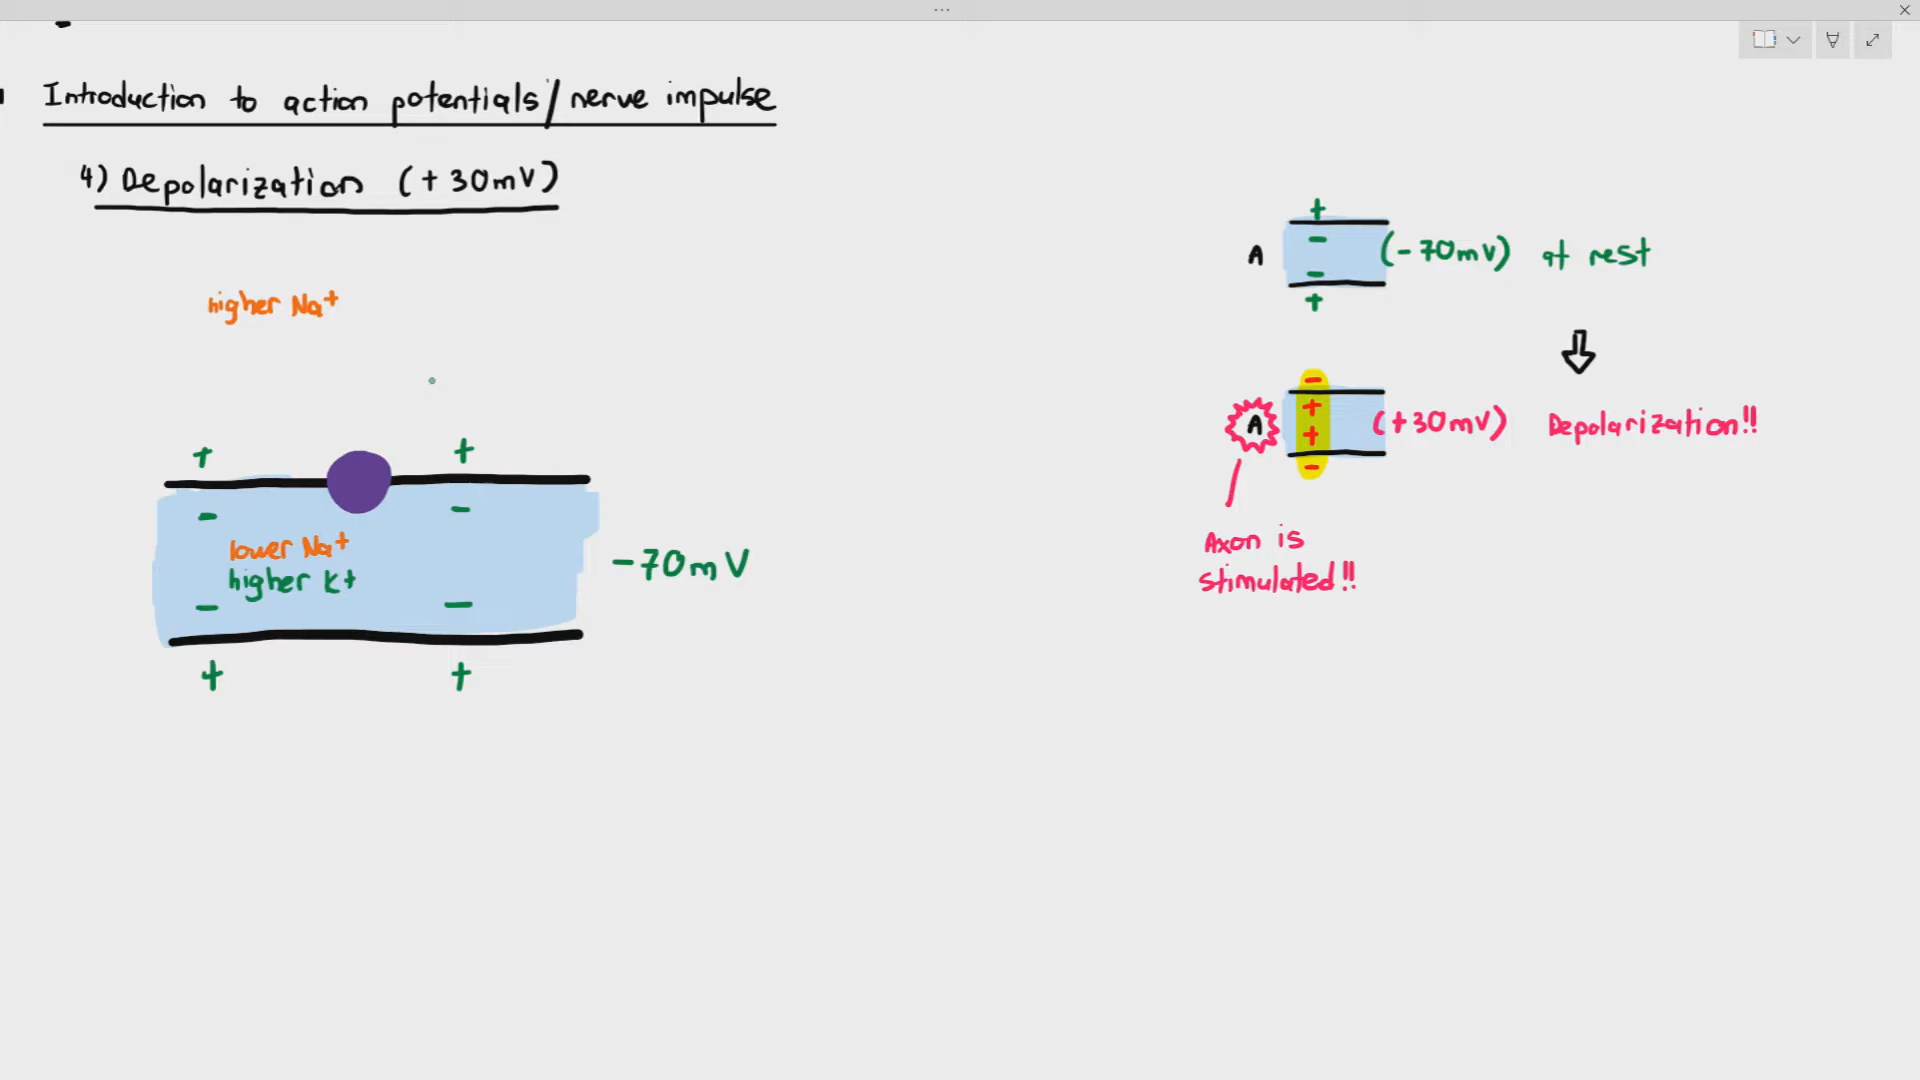 Introduction to action potentials/nerve impulse
4) Depolarization (+30mV)
higher Na+
+ +
- -
lower Na+
higher K+
- -
+ +
-70mV
+
-
A (-70mV) at rest
-
+
-
+
A (+30mV) Depolarization!!
+
-
Axon is
stimulated!!